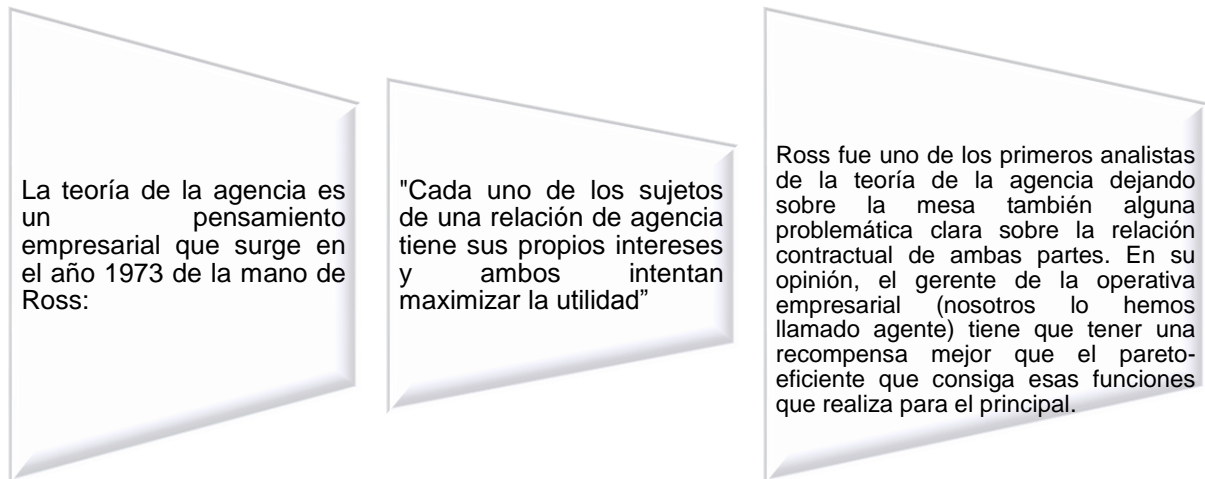 La teoría de la agencia es
un pensamiento
empresarial que surge en
el año 1973 de la mano de
Ross:
"Cada uno de los sujetos
de una relación de agencia
tiene sus propios intereses
y ambos intentan
maximizar la utilidad”
Ross fue uno de los primeros analistas
de la teoría de la agencia dejando
sobre la mesa también alguna
problemática clara sobre la relación
contractual de ambas partes. En su
opinión, el gerente de la operativa
empresarial (nosotros lo hemos
llamado agente) tiene que tener una
recompensa mejor que el pareto-
eficiente que consiga esas funciones
que realiza para el principal.